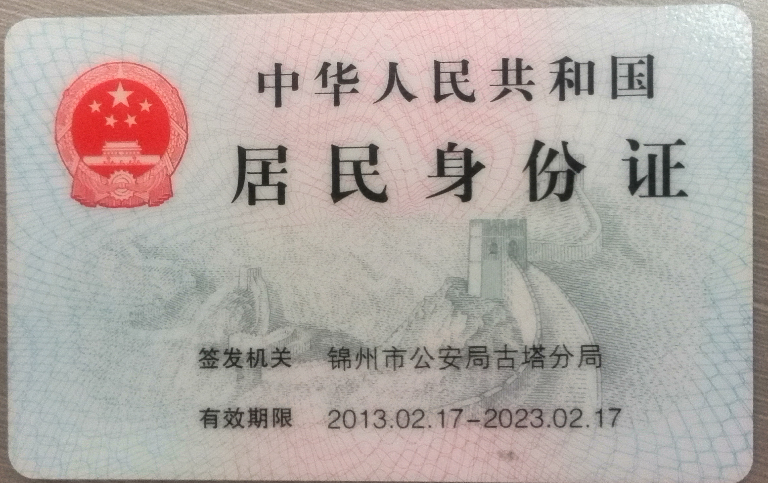 中华人民共和国
居民身份证
签发机关 锦州市公安局古塔分局
有效期限 2013.02.17-2023.02.17